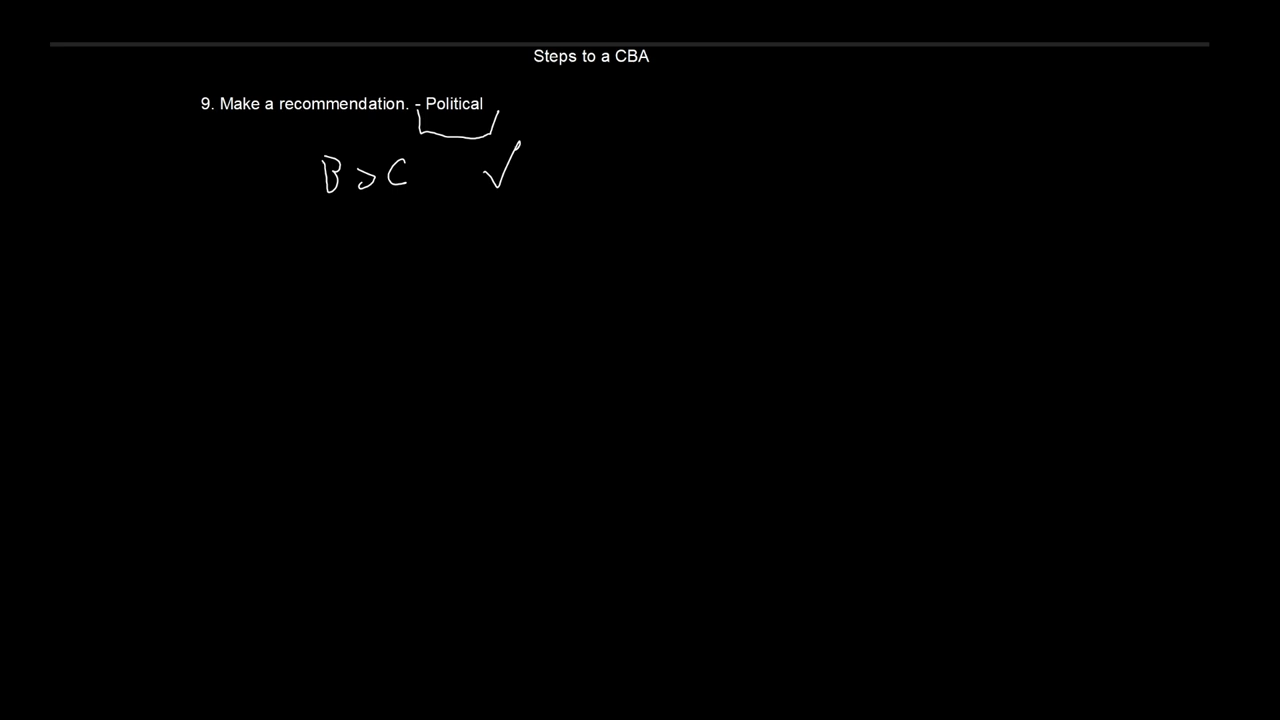 Steps to a CBA
9. Make a recommendation. - Political
B > C ✓